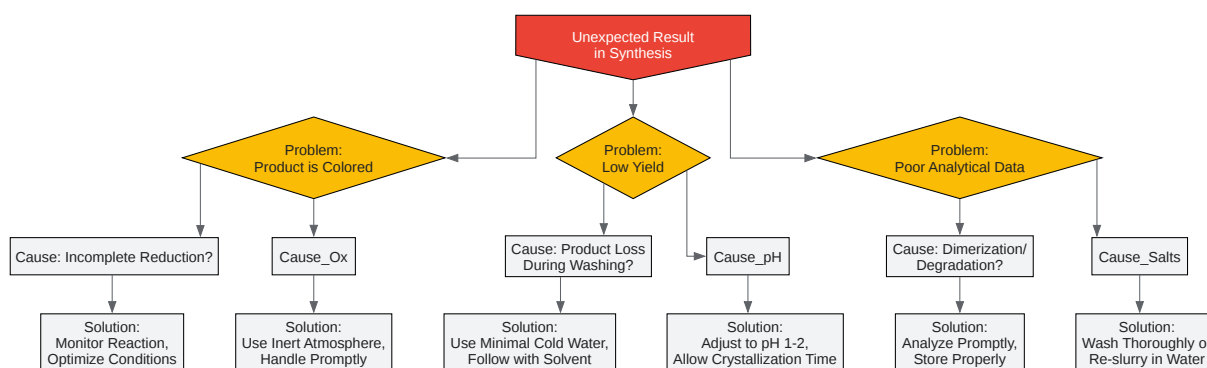 Unexpected Result
in Synthesis
Problem:
Product is Colored
Problem:
Low Yield
Problem:
Poor Analytical Data
Cause: Incomplete Reduction?
Cause_Ox
Cause: Product Loss
During Washing?
Cause_pH
Cause: Dimerization/
Degradation?
Cause_Salts
Solution:
Monitor Reaction,
Optimize Conditions
Solution:
Use Inert Atmosphere,
Handle Promptly
Solution:
Use Minimal Cold Water,
Follow with Solvent
Solution:
Adjust to pH 1-2,
Allow Crystallization Time
Solution:
Analyze Promptly,
Store Properly
Solution:
Wash Thoroughly o
Re-slurry in Water